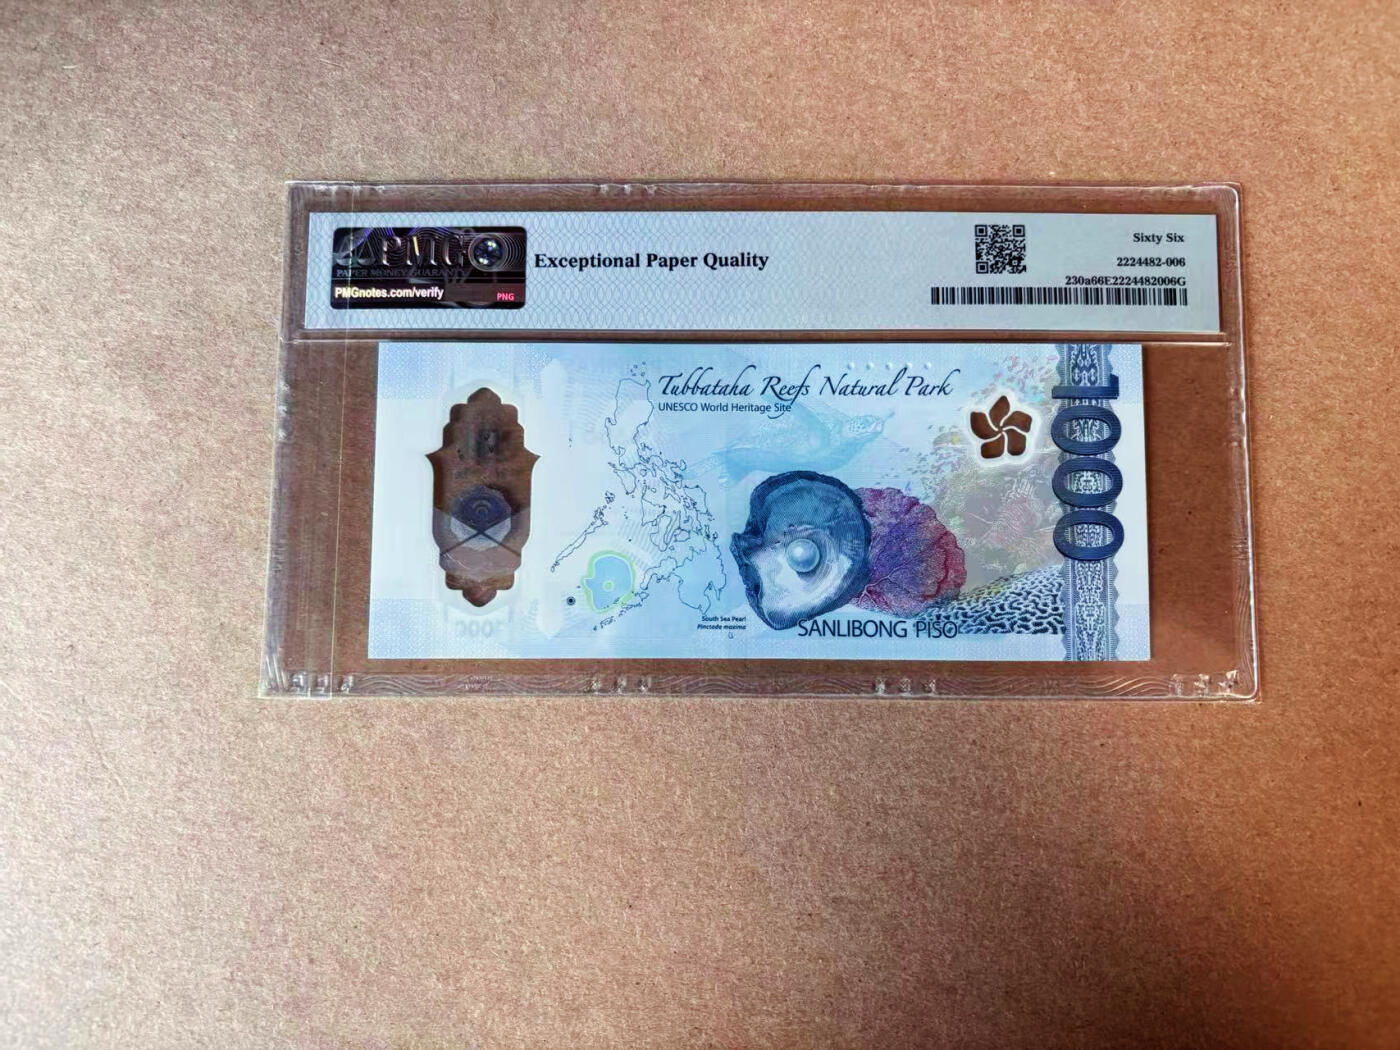 PMG
PAPER MONEY GUARANTY
PMGnotes.com/verify
PNG
Exceptional Paper Quality
Sixty Six
2224482-006
230a66E2224482006G
Tubbataha Reefs Natural Park
UNESCO World Heritage Site
1000
South Sea Pearl
Pinctada maxima
SANLIBONG PISO